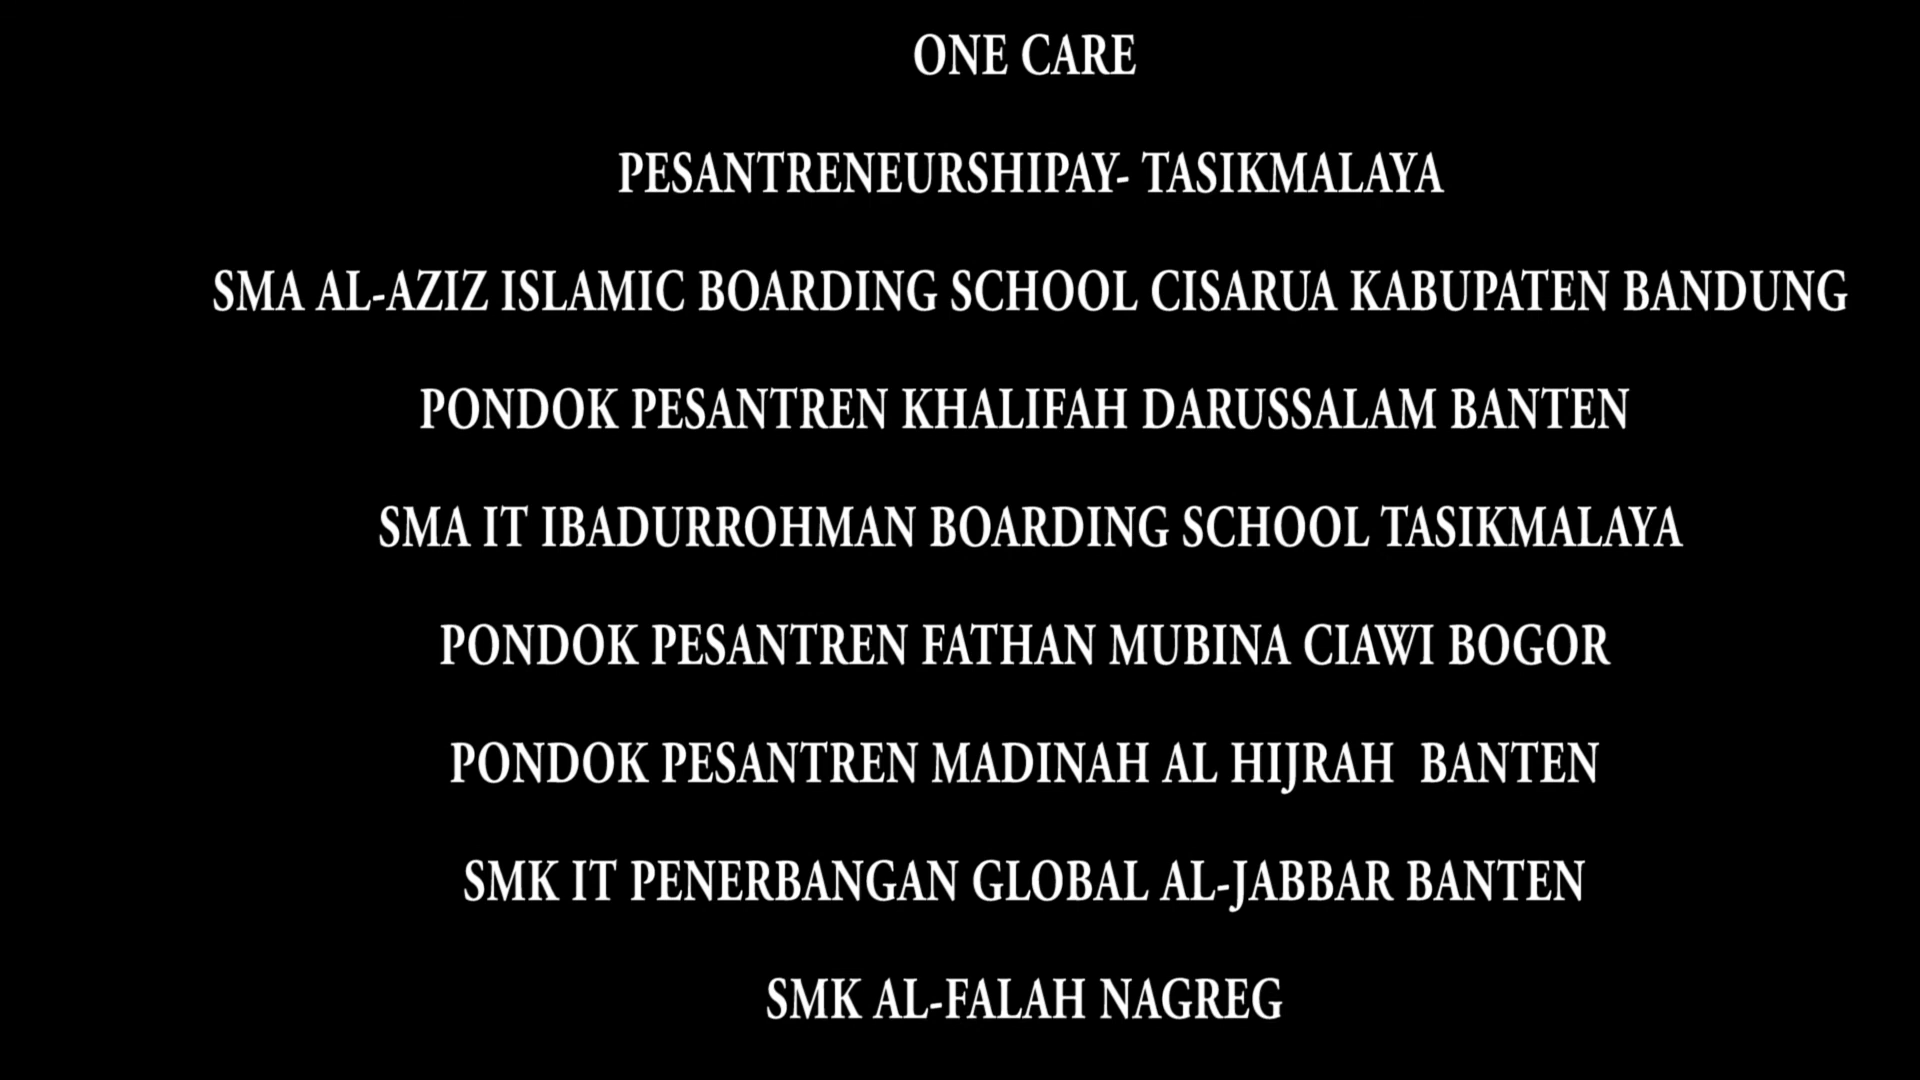 ONE CARE
PESANTRENEURSHIPAY- TASIKMALAYA
SMA AL-AZIZ ISLAMIC BOARDING SCHOOL CISARUA KABUPATEN BANDUNG
PONDOK PESANTREN KHALIFAH DARUSSALAM BANTEN
SMA IT IBADURROHMAN BOARDING SCHOOL TASIKMALAYA
PONDOK PESANTREN FATHAN MUBINA CIAWI BOGOR
PONDOK PESANTREN MADINAH AL HIJRAH  BANTEN
SMK IT PENERBANGAN GLOBAL AL-JABBAR BANTEN
SMK AL-FALAH NAGREG